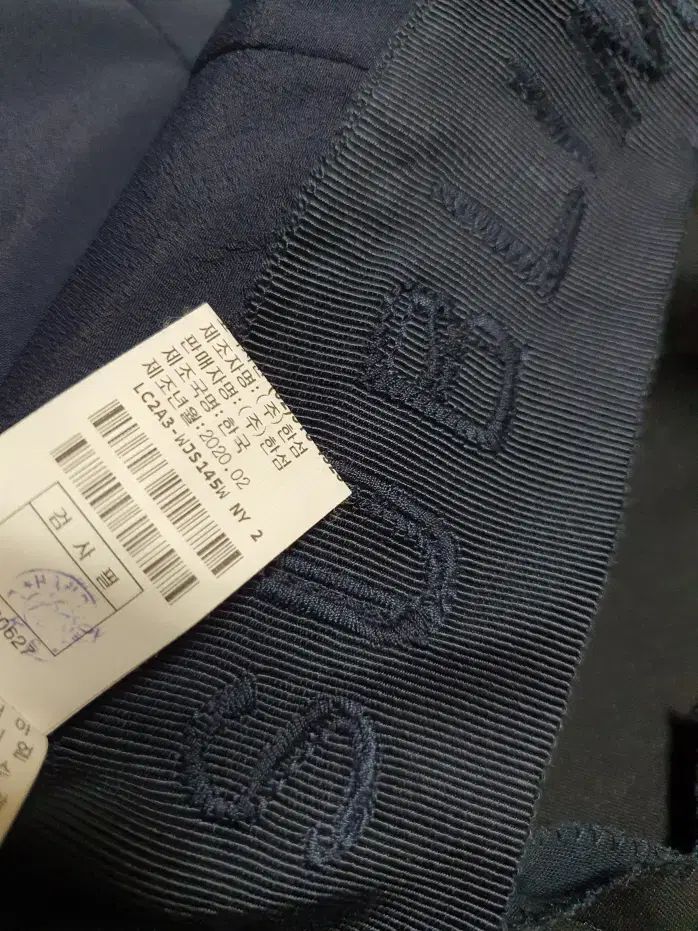 제조자명: (주)한섬
판매자명: (주)한섬
제조국명: 한국
제조년월: 2020.02
LC2A3 WJS145W NY 2
검 사 필
SUBLIM